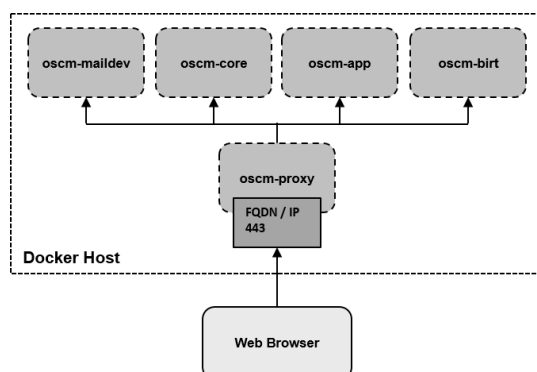 oscm-maildev
oscm-core
oscm-app
oscm-birt
oscm-proxy
FQDN / IP
443
Docker Host
Web Browser